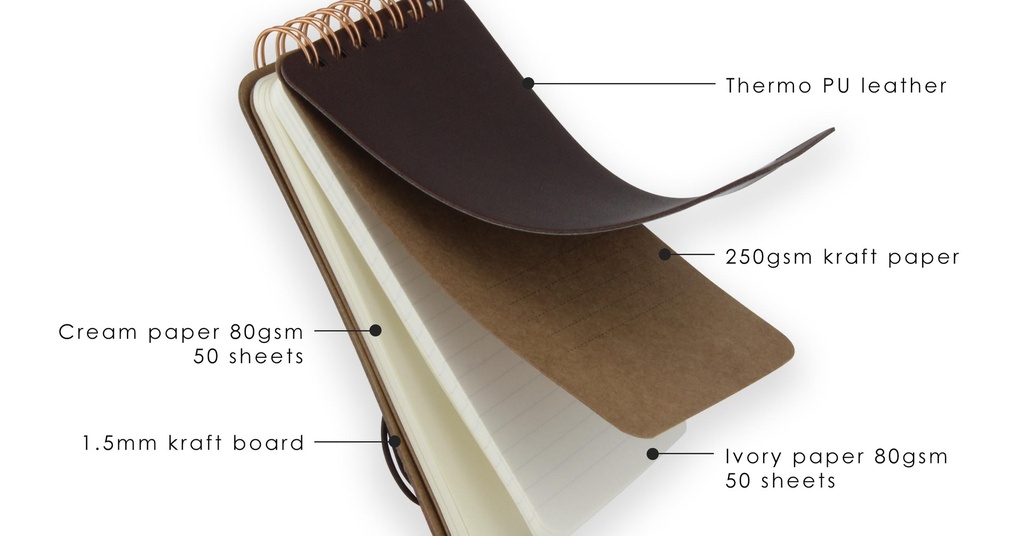 Thermo PU leather
250gsm kraft paper
Cream paper 80gsm
50 sheets
1.5mm kraft board
Ivory paper 80gsm
50 sheets